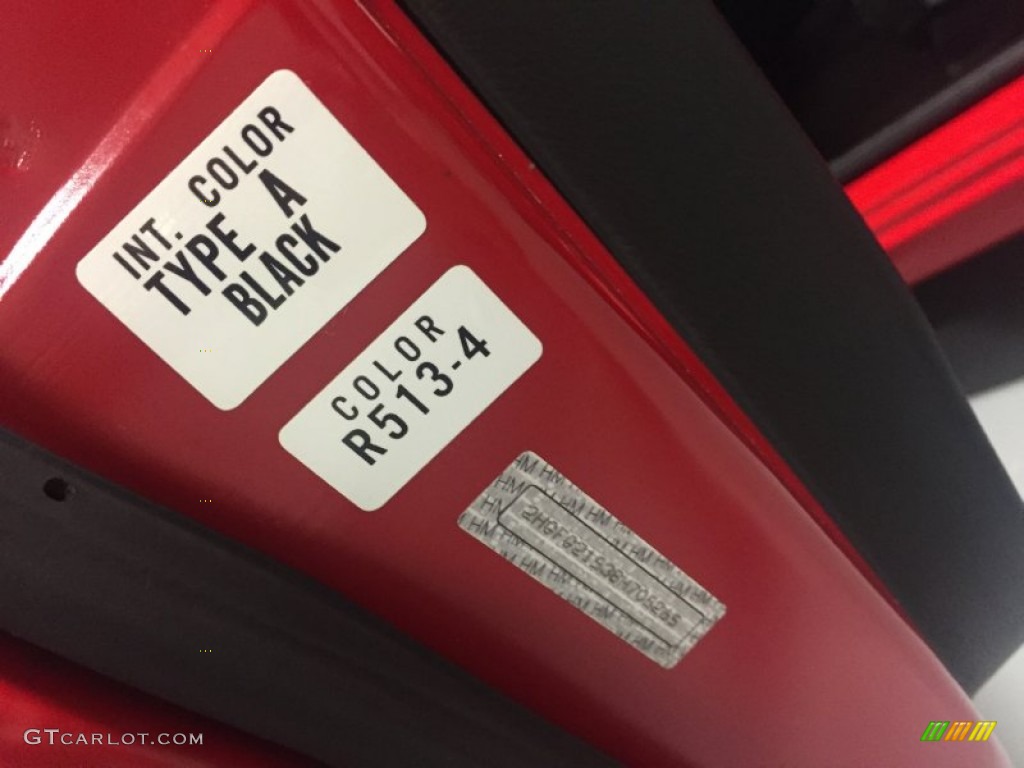 INT. COLOR
TYPE A
BLACK
COLOR
R513-4
GTCARLOT.COM